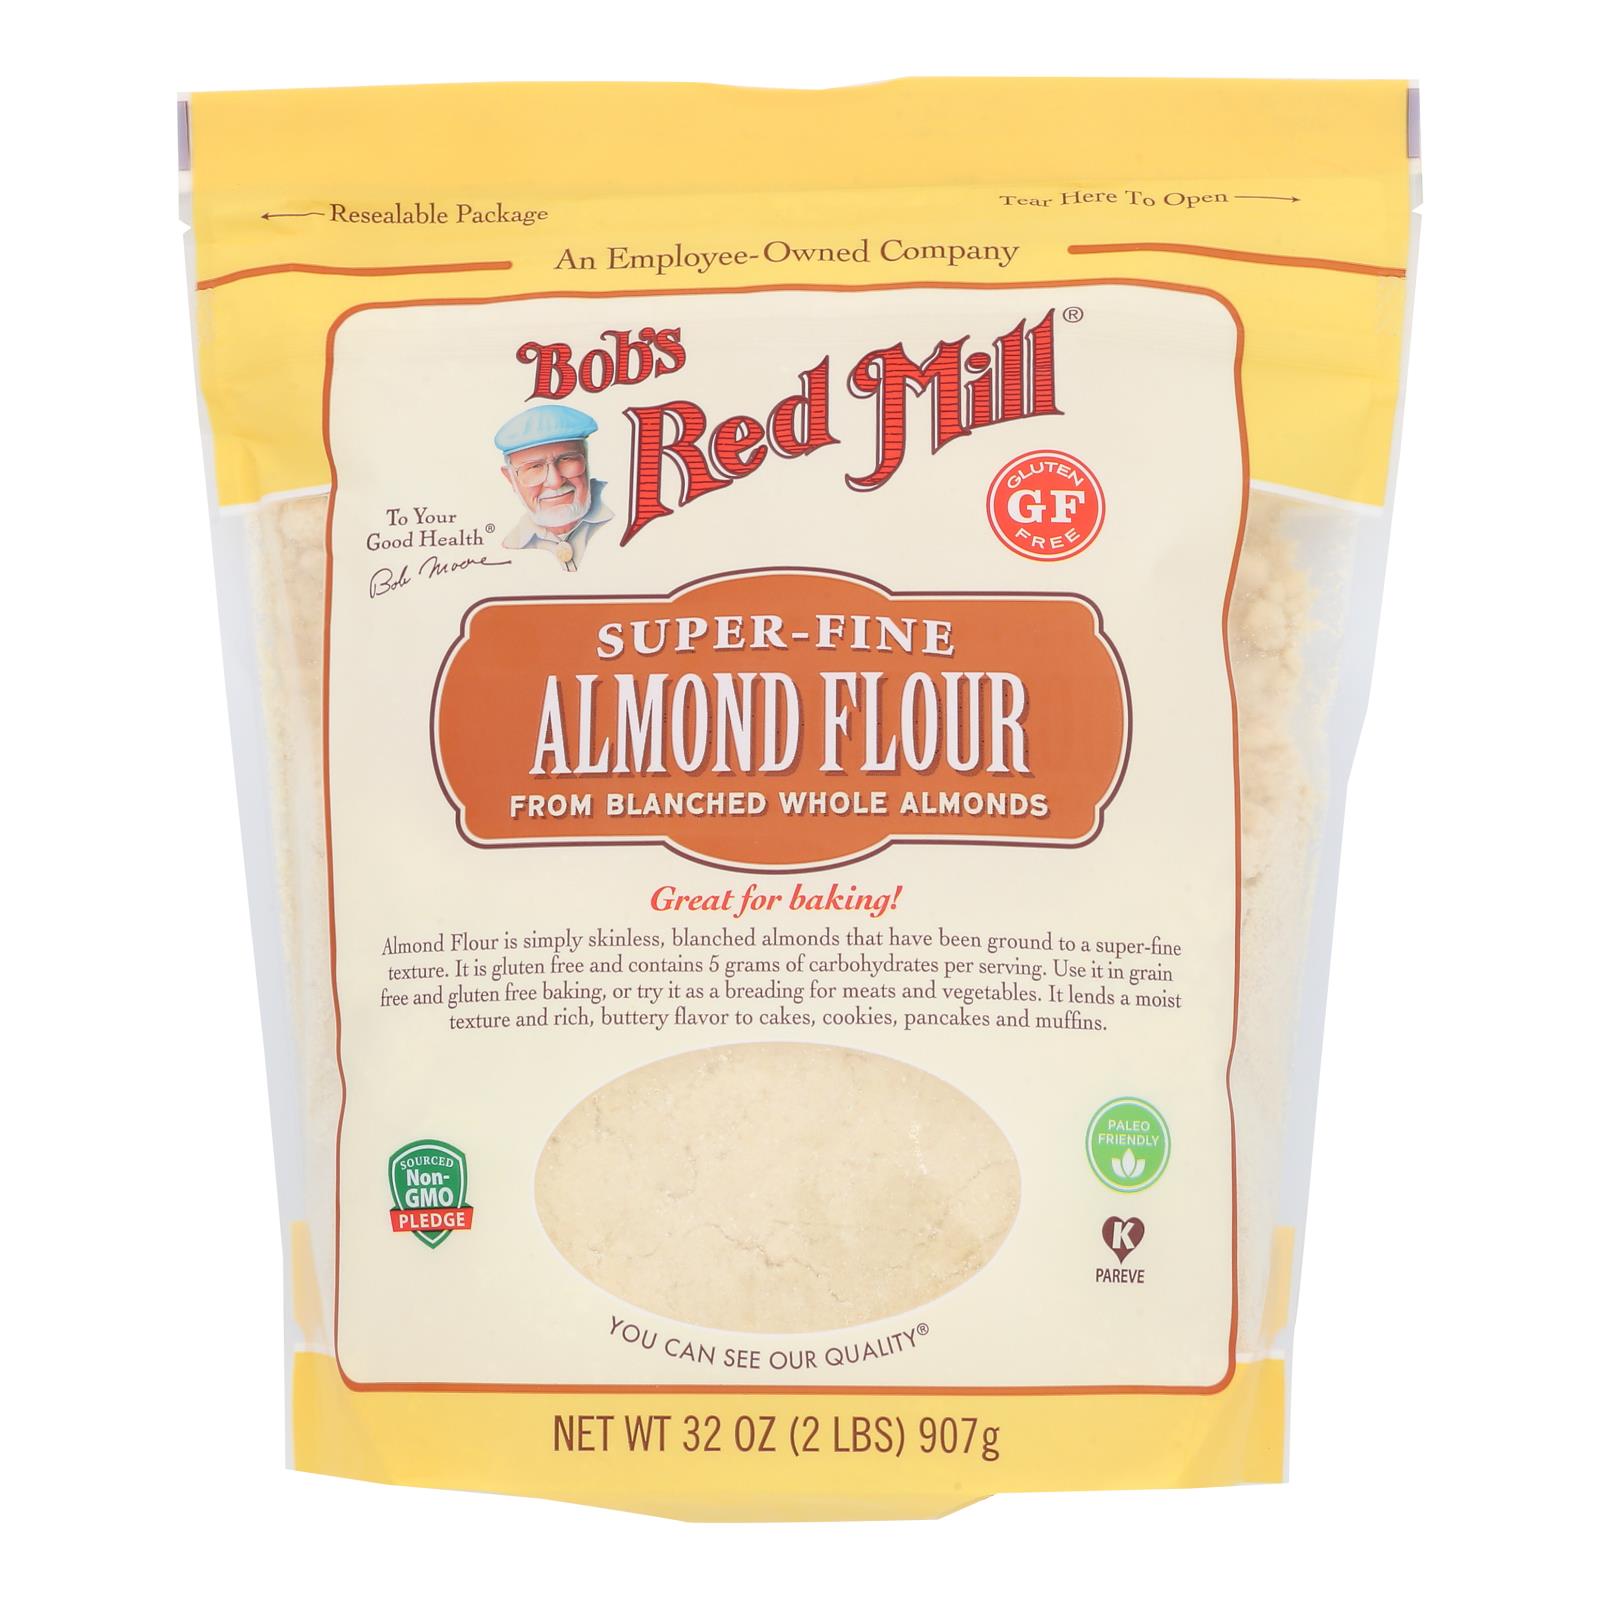 Resealable Package
Tear Here To Open
An Employee-Owned Company
Bob's
Red Mill®
To Your
Good Health®
Bob Moore
GLUTEN
GF
FREE
SUPER-FINE
ALMOND FLOUR
FROM BLANCHED WHOLE ALMONDS
Great for baking!
Almond Flour is simply skinless, blanched almonds that have been ground to a super-fine
texture. It is gluten free and contains 5 grams of carbohydrates per serving. Use it in grain
free and gluten free baking, or try it as a breading for meats and vegetables. It lends a moist
texture and rich, buttery flavor to cakes, cookies, pancakes and muffins.
SOURCED
Non-
GMO
PLEDGE
PALEO
FRIENDLY
K
PAREVE
YOU CAN SEE OUR QUALITY®
NET WT 32 OZ (2 LBS) 907g